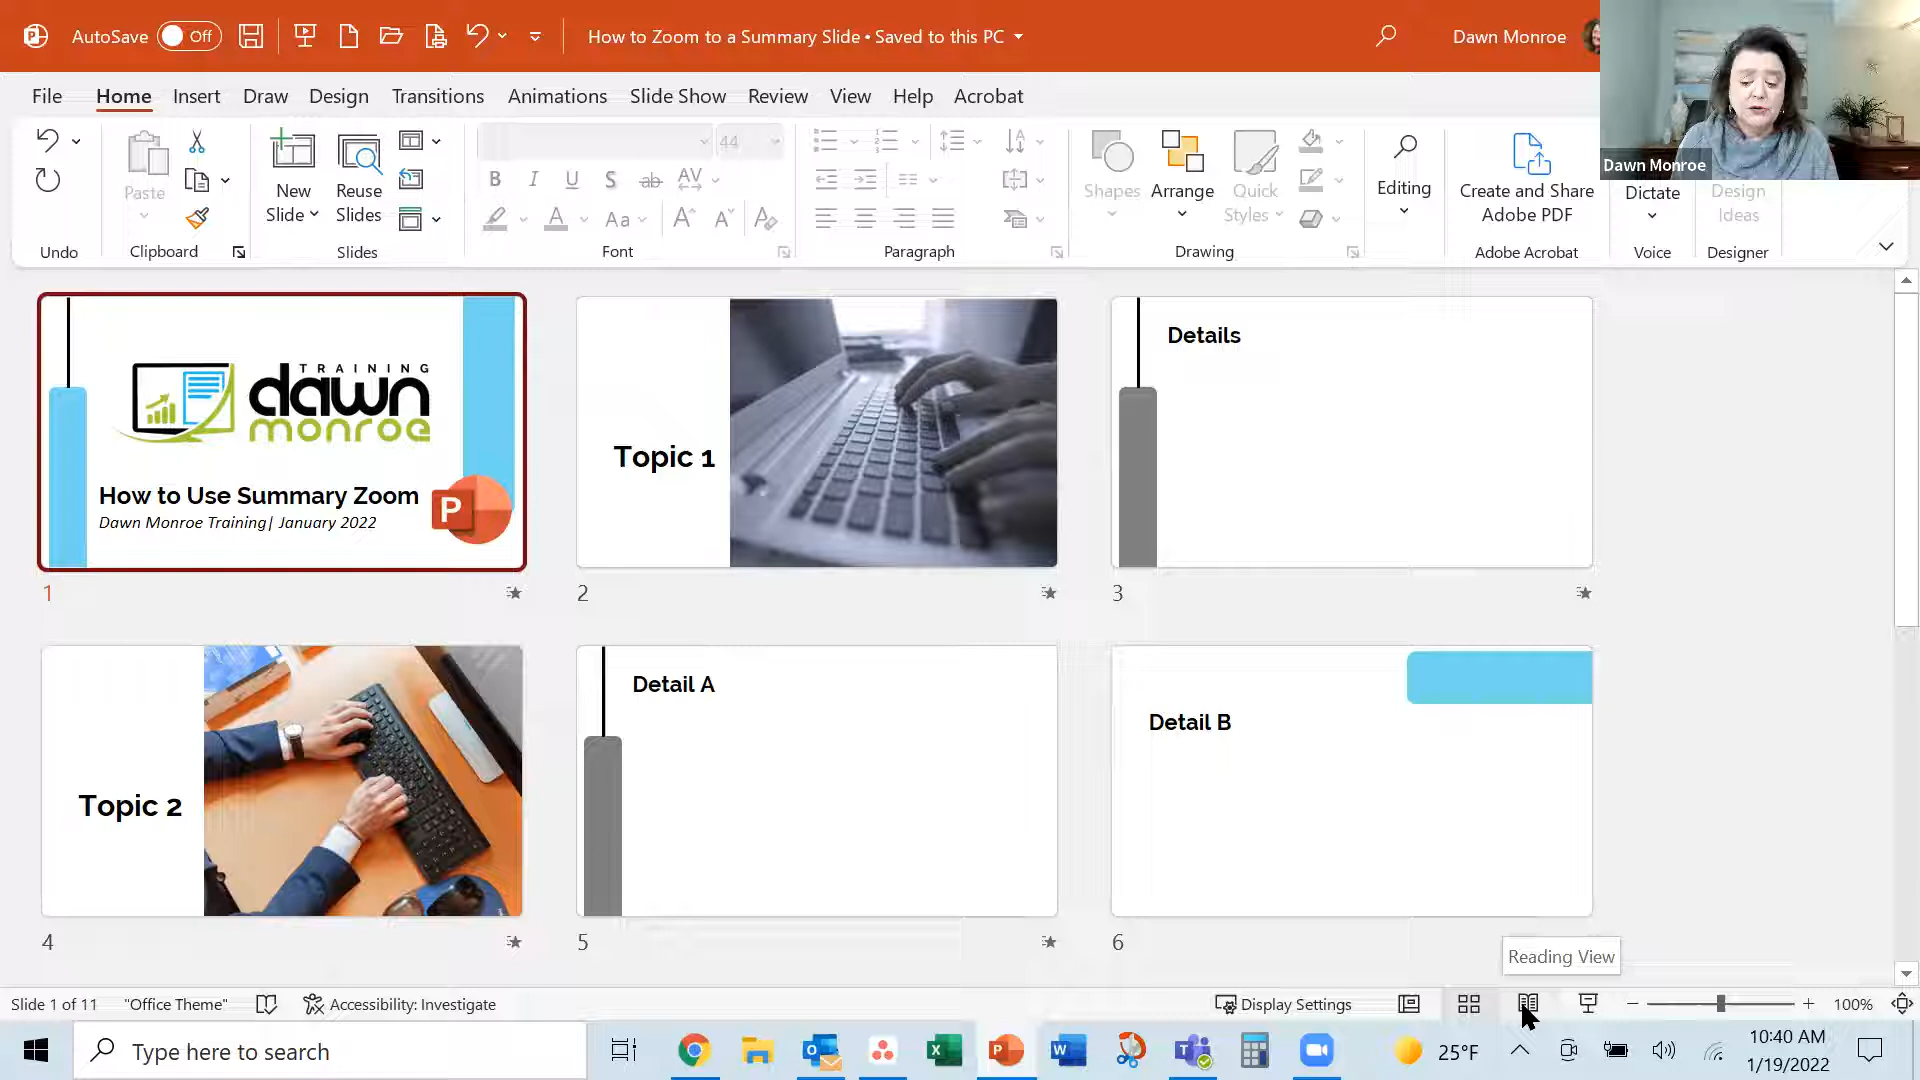 AutoSave Off How to Zoom to a Summary Slide • Saved to this PC Dawn Monroe
File Home Insert Draw Design Transitions Animations Slide Show Review View Help Acrobat
Undo
Paste
Clipboard
New Slide
Reuse Slides
Slides
44
B I U S ab AV
A Aa A A A
Font
Paragraph
Shapes
Arrange
Quick Styles
Drawing
Editing
Create and Share Adobe PDF
Adobe Acrobat
Dictate
Voice
Design Ideas
Designer
Dawn Monroe
TRAINING
dawn
monroe
How to Use Summary Zoom
Dawn Monroe Training| January 2022
P
1
Topic 1
2
Details
3
Topic 2
4
Detail A
5
Detail B
6
Reading View
Slide 1 of 11 "Office Theme" Accessibility: Investigate Display Settings 100%
Type here to search
25°F
10:40 AM
1/19/2022